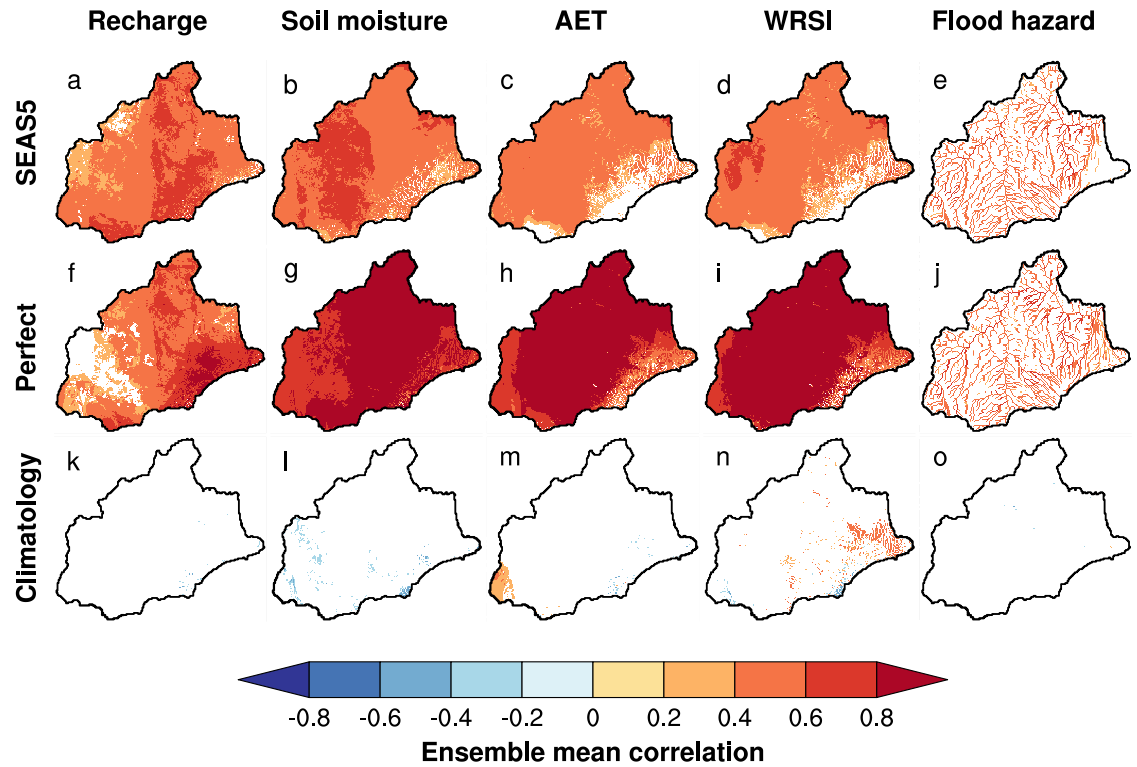 Recharge Soil moisture AET WRSI Flood hazard
SEAS5
a b c d e
Perfect
f g h i j
Climatology
k l m n o
-0.8 -0.6 -0.4 -0.2 0 0.2 0.4 0.6 0.8
Ensemble mean correlation